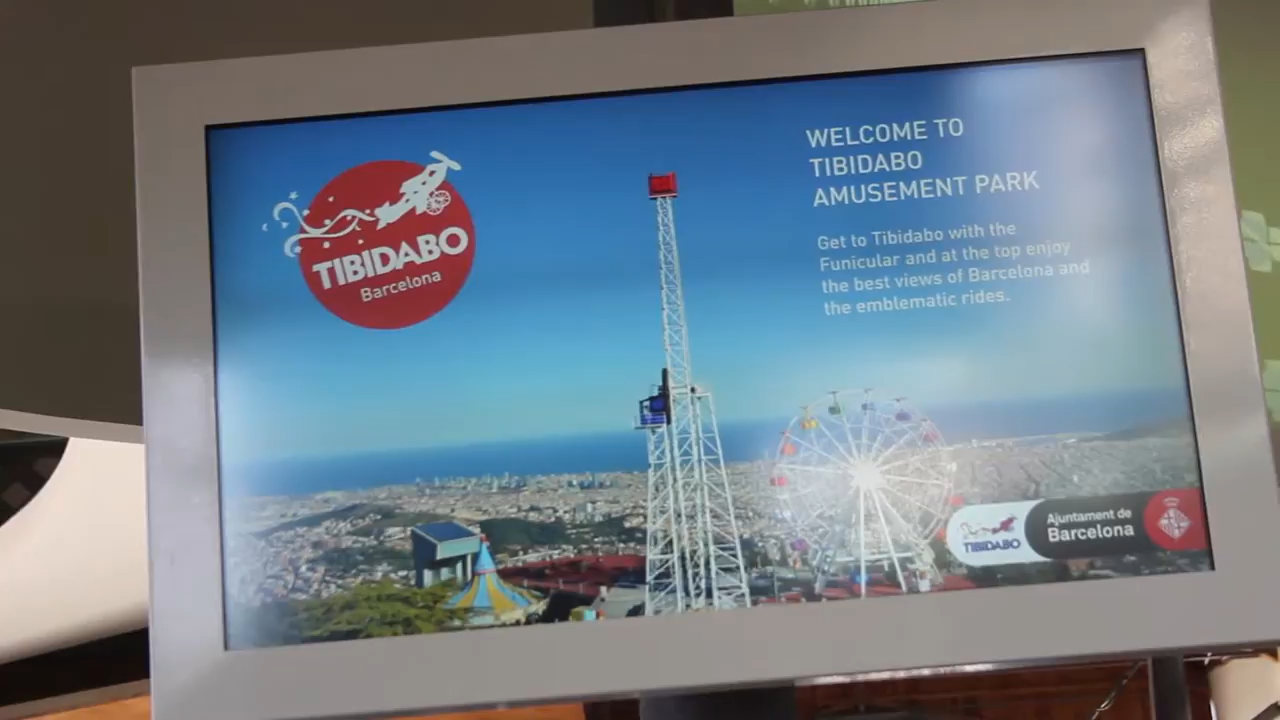 TIBIDABO
Barcelona
WELCOME TO
TIBIDABO
AMUSEMENT PARK
Get to Tibidabo with the
Funicular and at the top enjoy
the best views of Barcelona and
the emblematic rides.
TIBIDABO
Ajuntament de
Barcelona